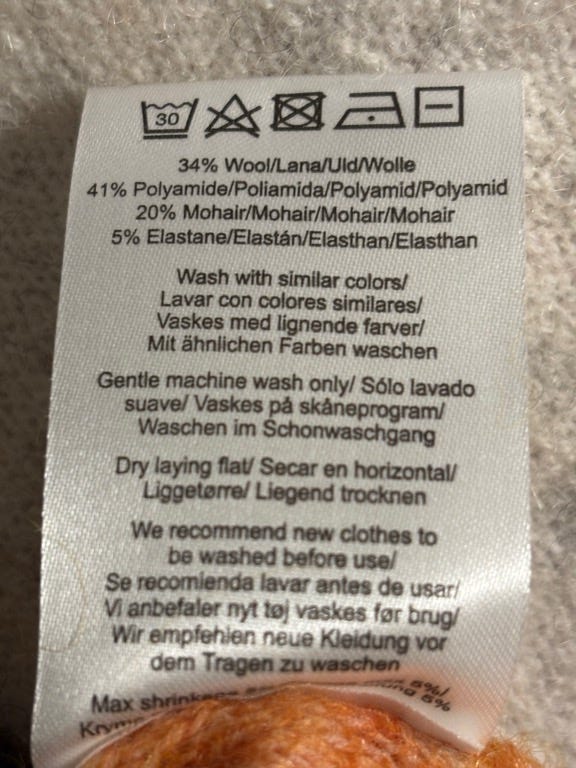 30
34% Wool/Lana/Uld/Wolle
41% Polyamide/Poliamida/Polyamid/Polyamid
20% Mohair/Mohair/Mohair/Mohair
5% Elastane/Elastán/Elasthan/Elasthan
Wash with similar colors/
Lavar con colores similares/
Vaskes med lignende farver/
Mit ähnlichen Farben waschen
Gentle machine wash only/ Sólo lavado
suave/ Vaskes på skåneprogram/
Waschen im Schonwaschgang
Dry laying flat/ Secar en horizontal/
Liggetørre/ Liegend trocknen
We recommend new clothes to
be washed before use/
Se recomienda lavar antes de usar/
Vi anbefaler nyt tøj vaskes før brug/
Wir empfehlen neue Kleidung vor
dem Tragen zu waschen
Max 5%/
5%